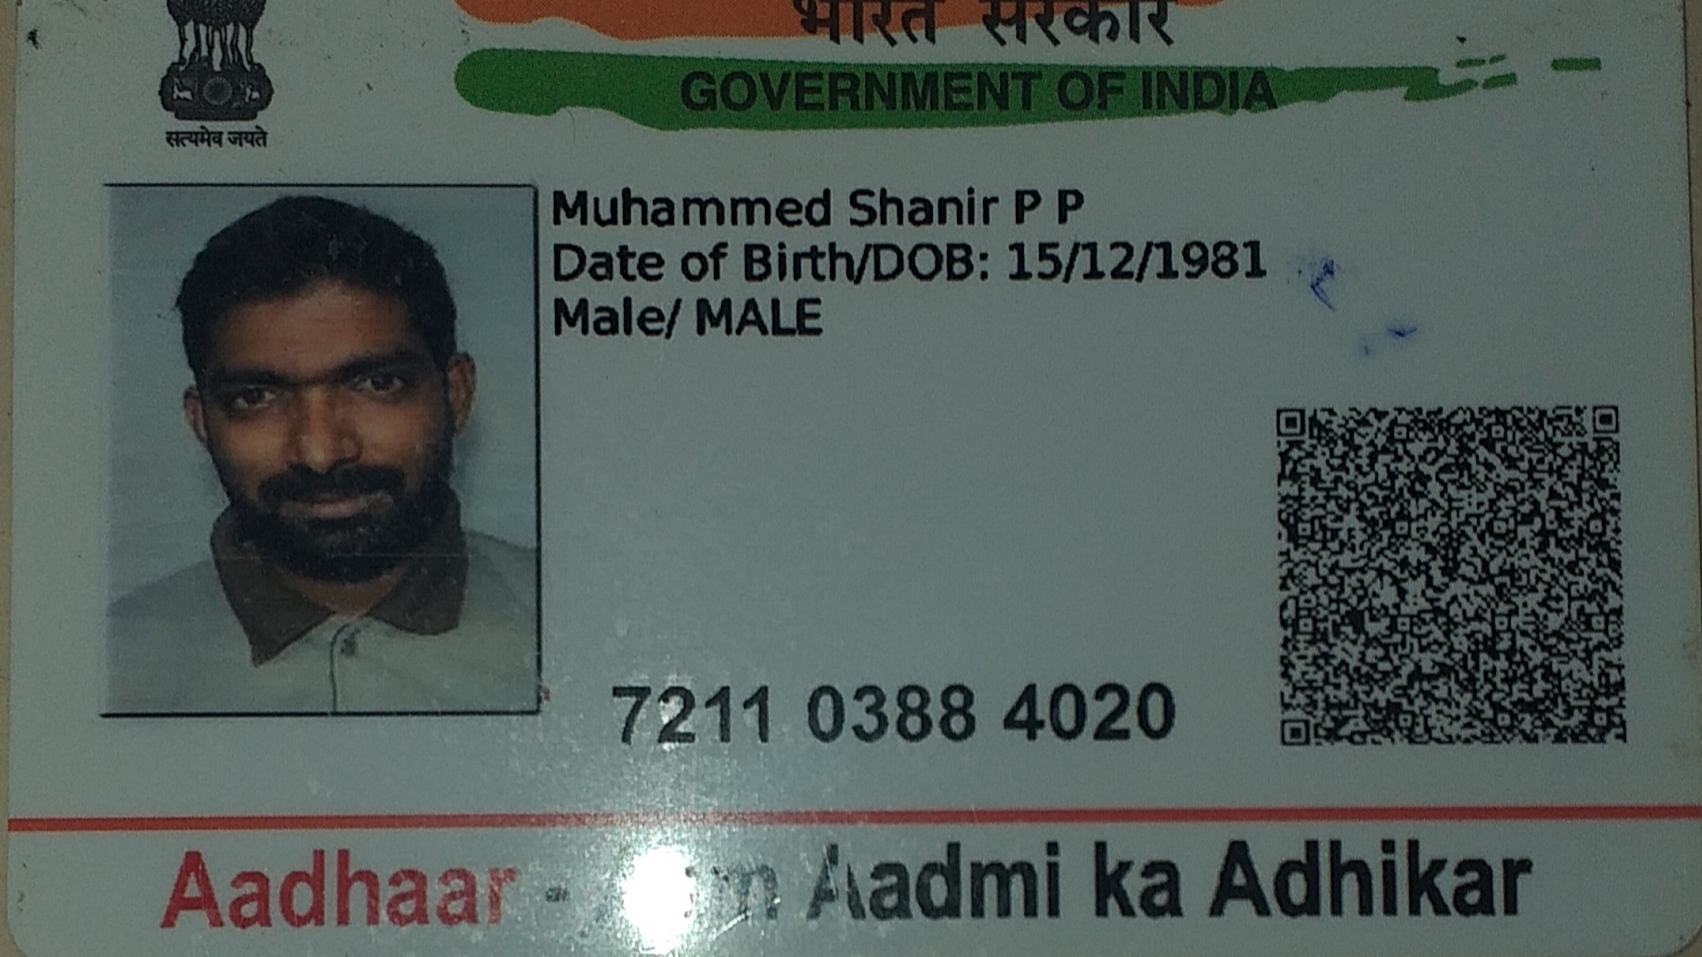 भारत सरकार
GOVERNMENT OF INDIA
सत्यमेव जयते
Muhammed Shanir P P
Date of Birth/DOB: 15/12/1981
Male/ MALE
7211 0388 4020
Aadhaar - Aadmi ka Adhikar